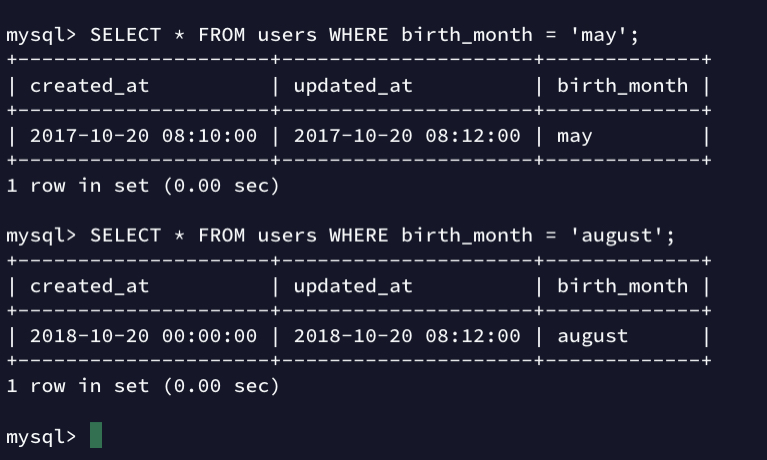 mysql> SELECT * FROM users WHERE birth_month = 'may';
+---------------------+---------------------+-------------+
| created_at          | updated_at          | birth_month |
+---------------------+---------------------+-------------+
| 2017-10-20 08:10:00 | 2017-10-20 08:12:00 | may         |
+---------------------+---------------------+-------------+
1 row in set (0.00 sec)
mysql> SELECT * FROM users WHERE birth_month = 'august';
+---------------------+---------------------+-------------+
| created_at          | updated_at          | birth_month |
+---------------------+---------------------+-------------+
| 2018-10-20 00:00:00 | 2018-10-20 08:12:00 | august      |
+---------------------+---------------------+-------------+
1 row in set (0.00 sec)
mysql>